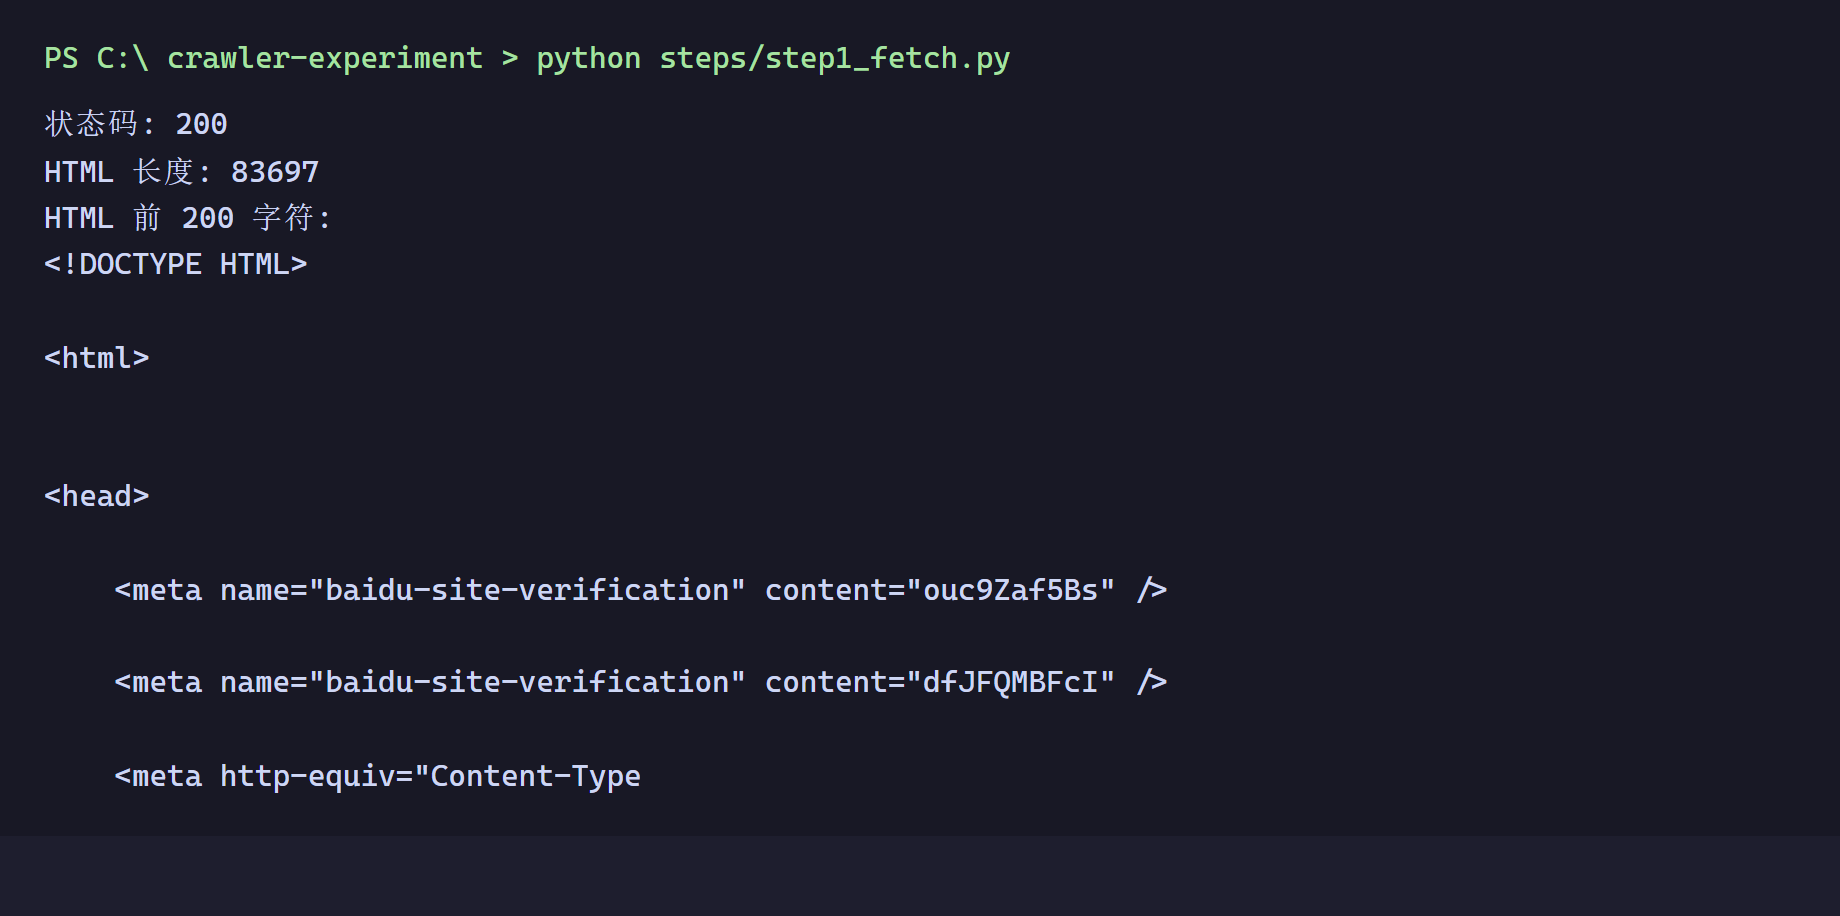 PS C:\ crawler-experiment > python steps/step1_fetch.py
状态码: 200
HTML 长度: 83697
HTML 前 200 字符:
<!DOCTYPE HTML>
<html>
<head>
<meta name="baidu-site-verification" content="ouc9Zaf5Bs" />
<meta name="baidu-site-verification" content="dfJFQMBFcI" />
<meta http-equiv="Content-Type